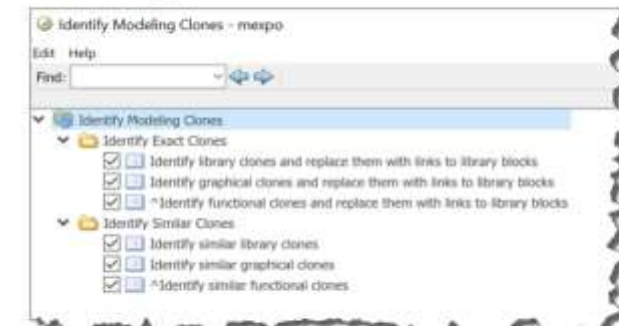 Identify Modeling Clones - mexpo
Edit Help
Find:
Identify Modeling Clones
Identify Exact Clones
Identify library clones and replace them with links to library blocks
Identify graphical clones and replace them with links to library blocks
^Identify functional clones and replace them with links to library blocks
Identify Similar Clones
Identify similar library clones
Identify similar graphical clones
^Identify similar functional clones